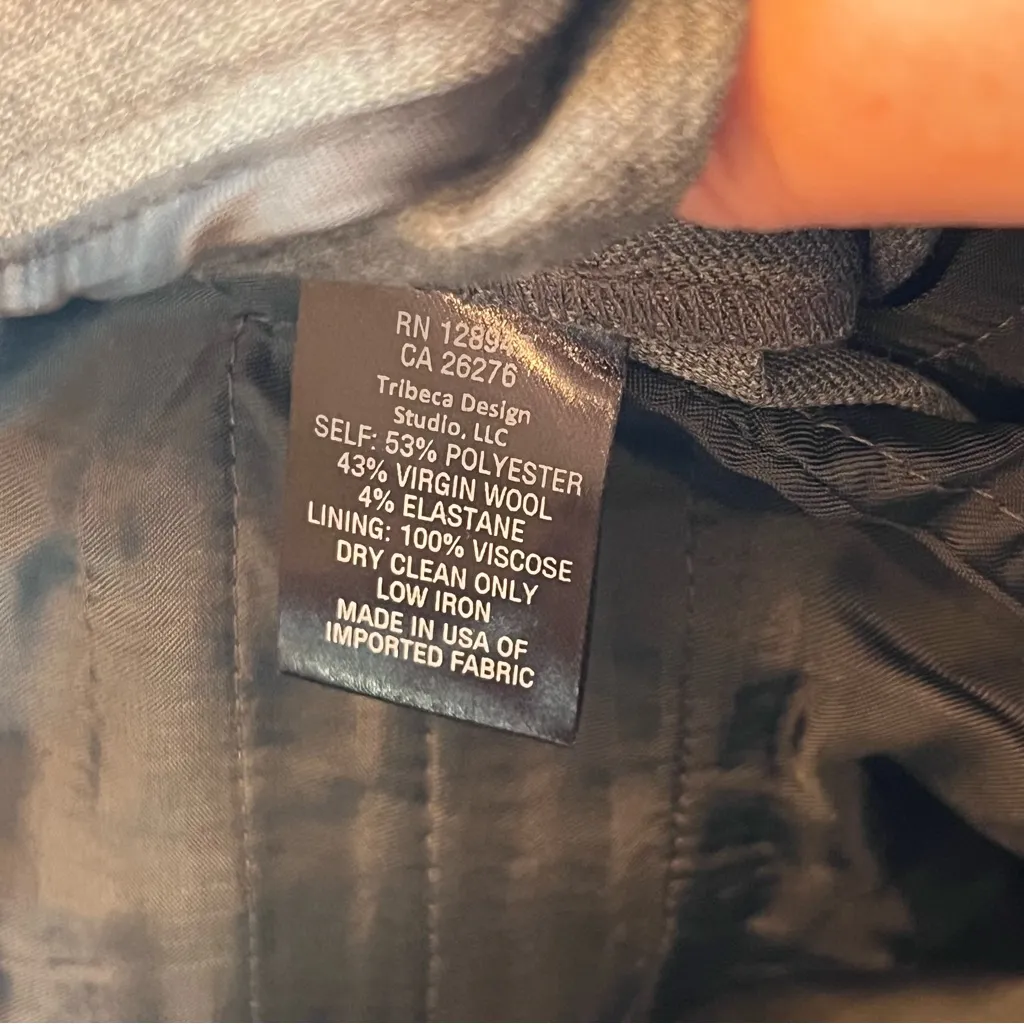 RN
CA 26276
Tribeca Design
Studio, LLC
SELF: 53% POLYESTER
43% VIRGIN WOOL
4% ELASTANE
LINING: 100% VISCOSE
DRY CLEAN ONLY
LOW IRON
MADE IN USA OF
IMPORTED FABRIC